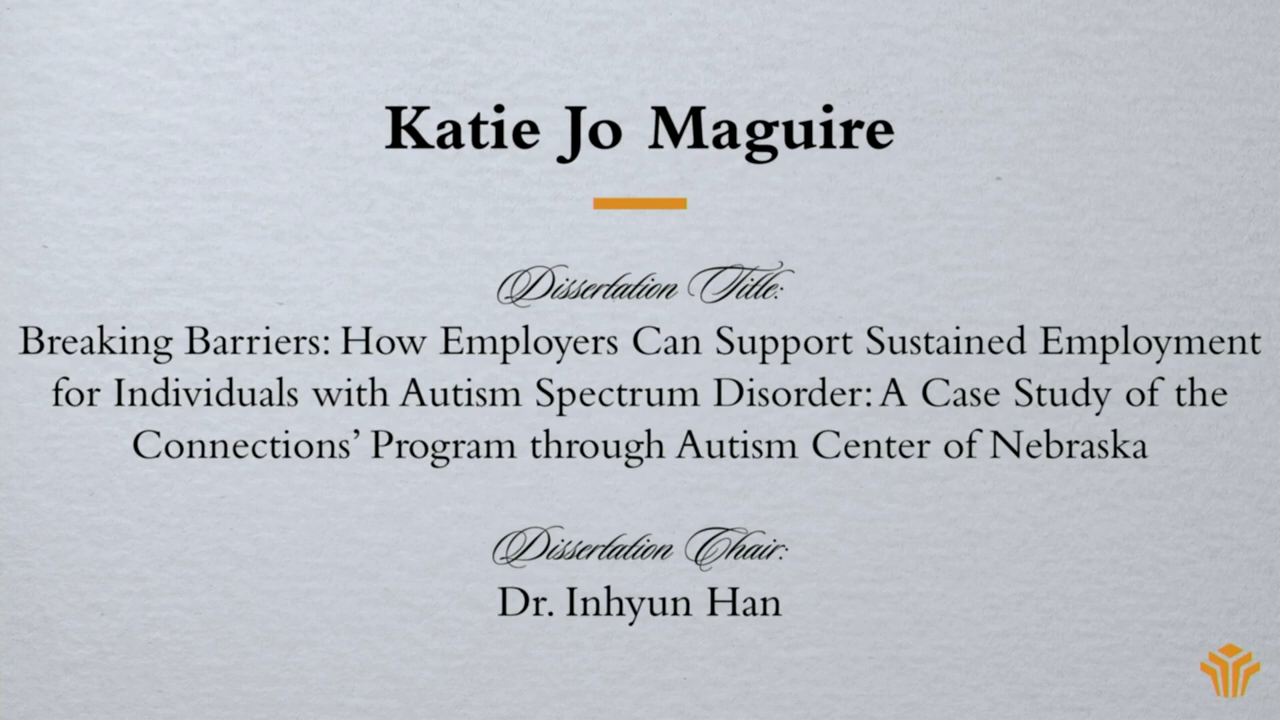 Katie Jo Maguire
Dissertation Title:
Breaking Barriers: How Employers Can Support Sustained Employment
for Individuals with Autism Spectrum Disorder: A Case Study of the
Connections’ Program through Autism Center of Nebraska
Dissertation Chair:
Dr. Inhyun Han